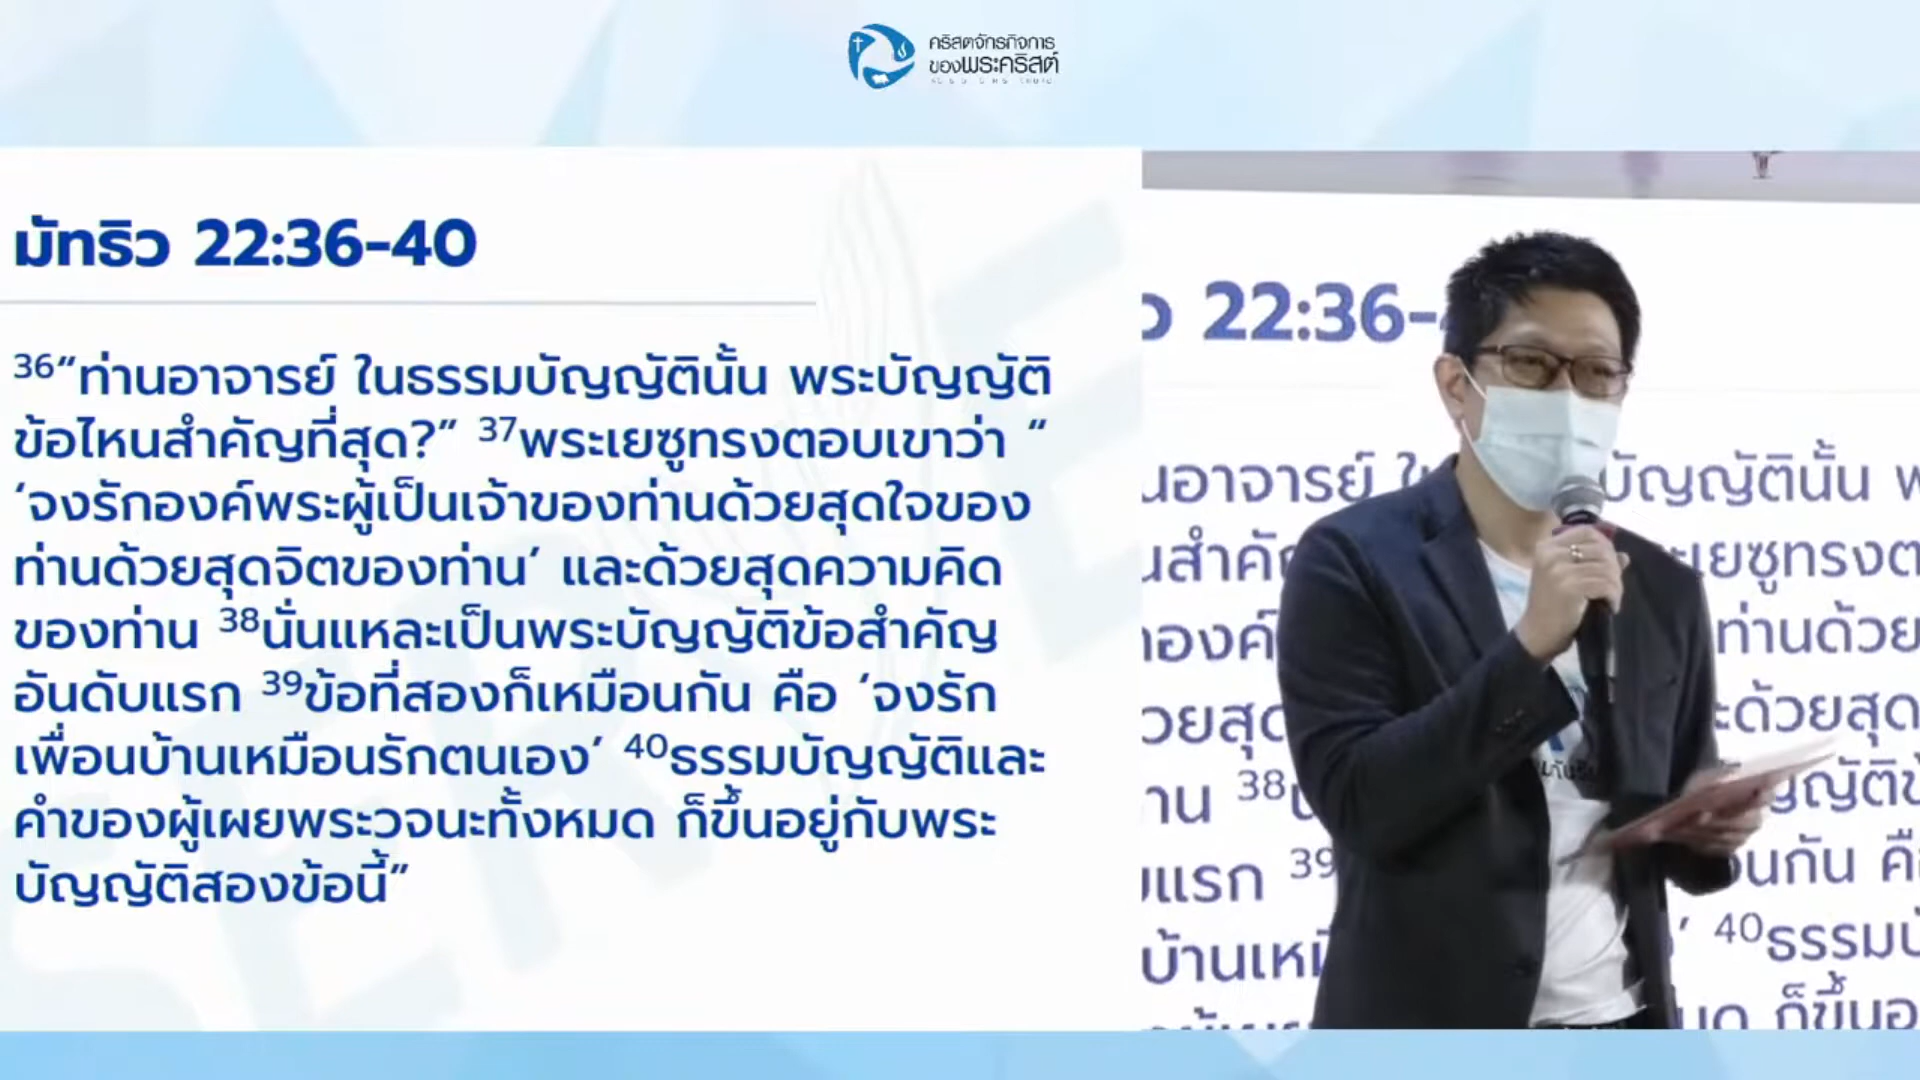 คริสตจักรกิจการ
ของพระคริสต์
มัทธิว 22:36-40
36“ท่านอาจารย์ ในธรรมบัญญัตินั้น พระบัญญัติ
ข้อไหนสำคัญที่สุด?” 37พระเยซูทรงตอบเขาว่า “
‘จงรักองค์พระผู้เป็นเจ้าของท่านด้วยสุดใจของ
ท่านด้วยสุดจิตของท่าน’ และด้วยสุดความคิด
ของท่าน 38นั่นแหละเป็นพระบัญญัติข้อสำคัญ
อันดับแรก 39ข้อที่สองก็เหมือนกัน คือ ‘จงรัก
เพื่อนบ้านเหมือนรักตนเอง’ 40ธรรมบัญญัติและ
คำของผู้เผยพระวจนะทั้งหมด ก็ขึ้นอยู่กับพระ
บัญญัติสองข้อนี้”
ว 22:36-
นอาจารย์ ใ บัญญัตินั้น พ
นสำคัญ ะเยซูทรงต
องค์ ท่านด้วย
วยสุด ะด้วยสุด
าน 38 ญญัติข้
แรก 39 อนกัน คื
บ้านเหมื ’ 40ธรรมบั
มด ก็ขึ้นอ